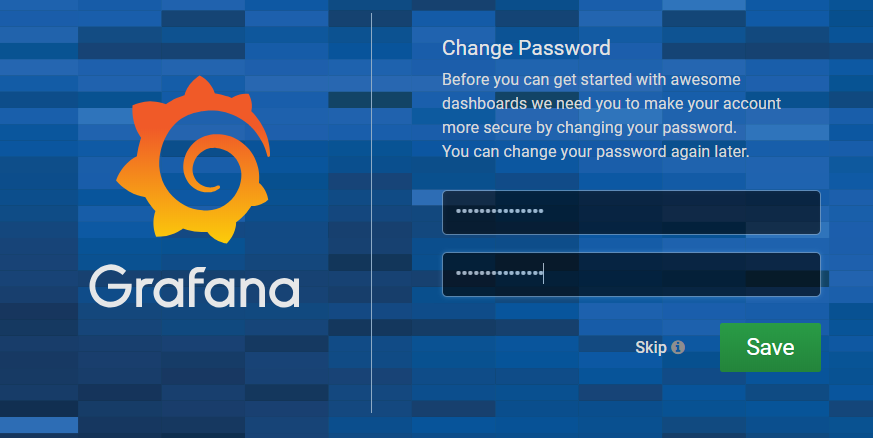 Grafana
Change Password
Before you can get started with awesome
dashboards we need you to make your account
more secure by changing your password.
You can change your password again later.
•••••••••••••••
•••••••••••••••
Skip
Save